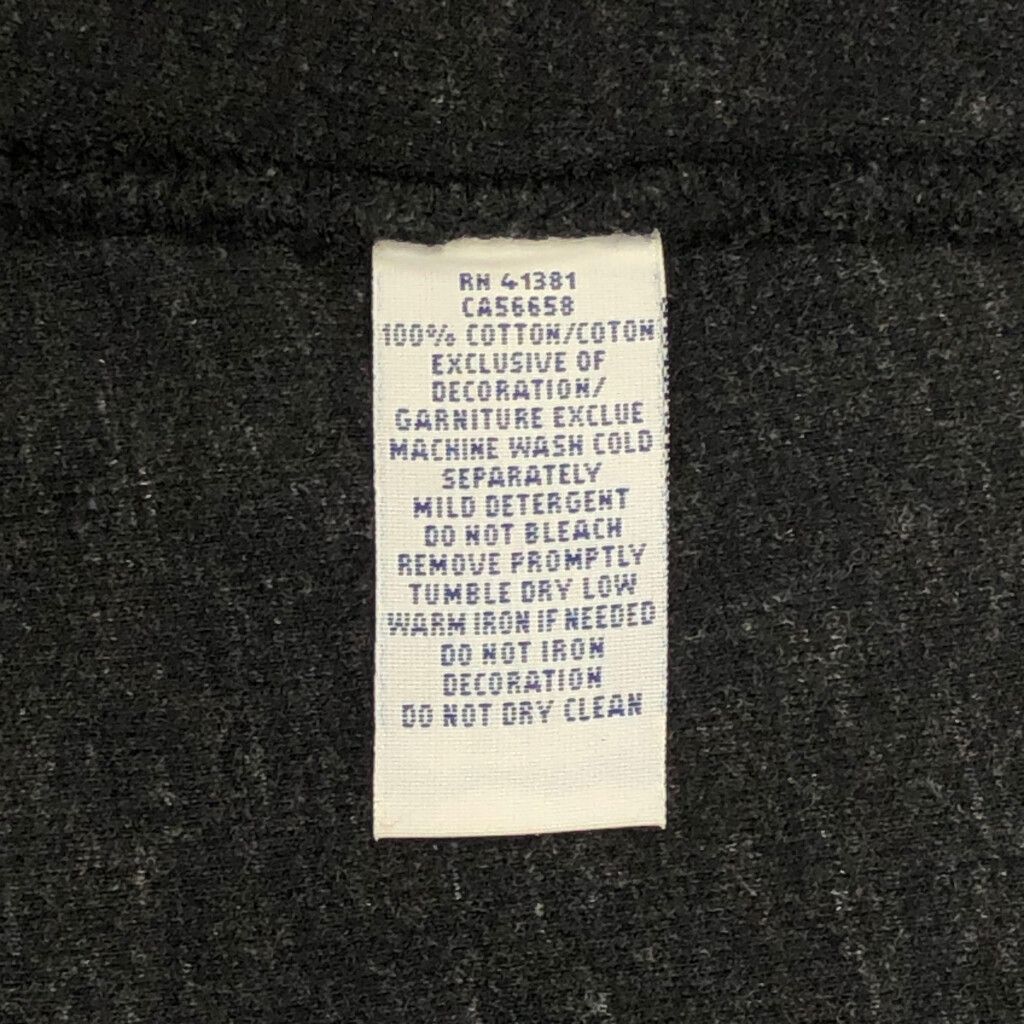 RN 41381
CA56658
100% COTTON/COTON
EXCLUSIVE OF
DECORATION/
GARNITURE EXCLUE
MACHINE WASH COLD
SEPARATELY
MILD DETERGENT
DO NOT BLEACH
REMOVE PROMPTLY
TUMBLE DRY LOW
WARM IRON IF NEEDED
DO NOT IRON
DECORATION
DO NOT DRY CLEAN